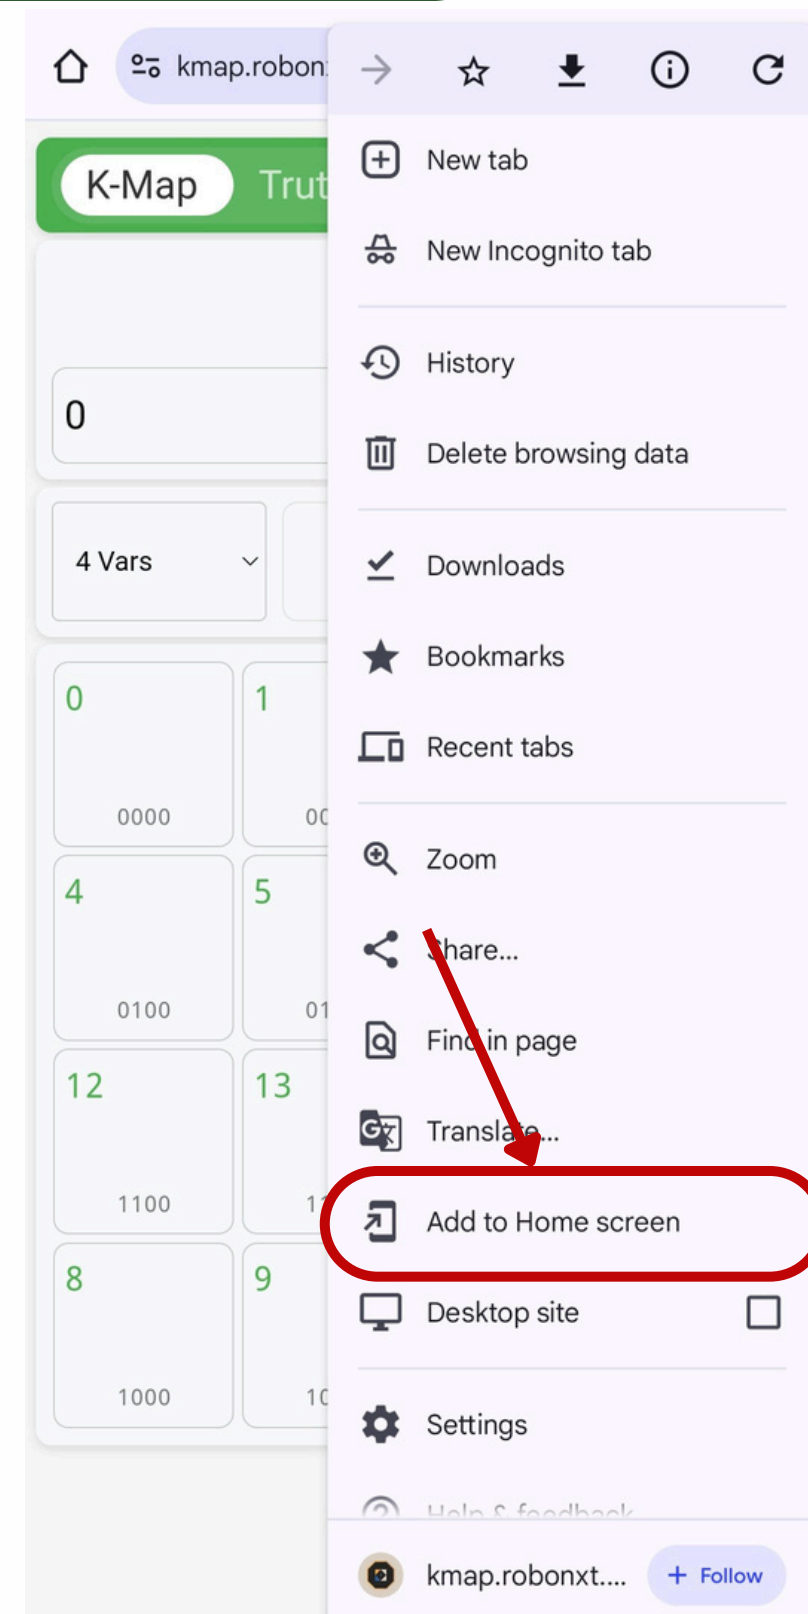 kmap.robon
K-Map
Trut
0
4 Vars
0
0000
1
00
4
0100
5
01
12
1100
13
1
8
1000
9
10
New tab
New Incognito tab
History
Delete browsing data
Downloads
Bookmarks
Recent tabs
Zoom
Share...
Find in page
Translate...
Add to Home screen
Desktop site
Settings
Help & feedback
kmap.robonxt....
+ Follow